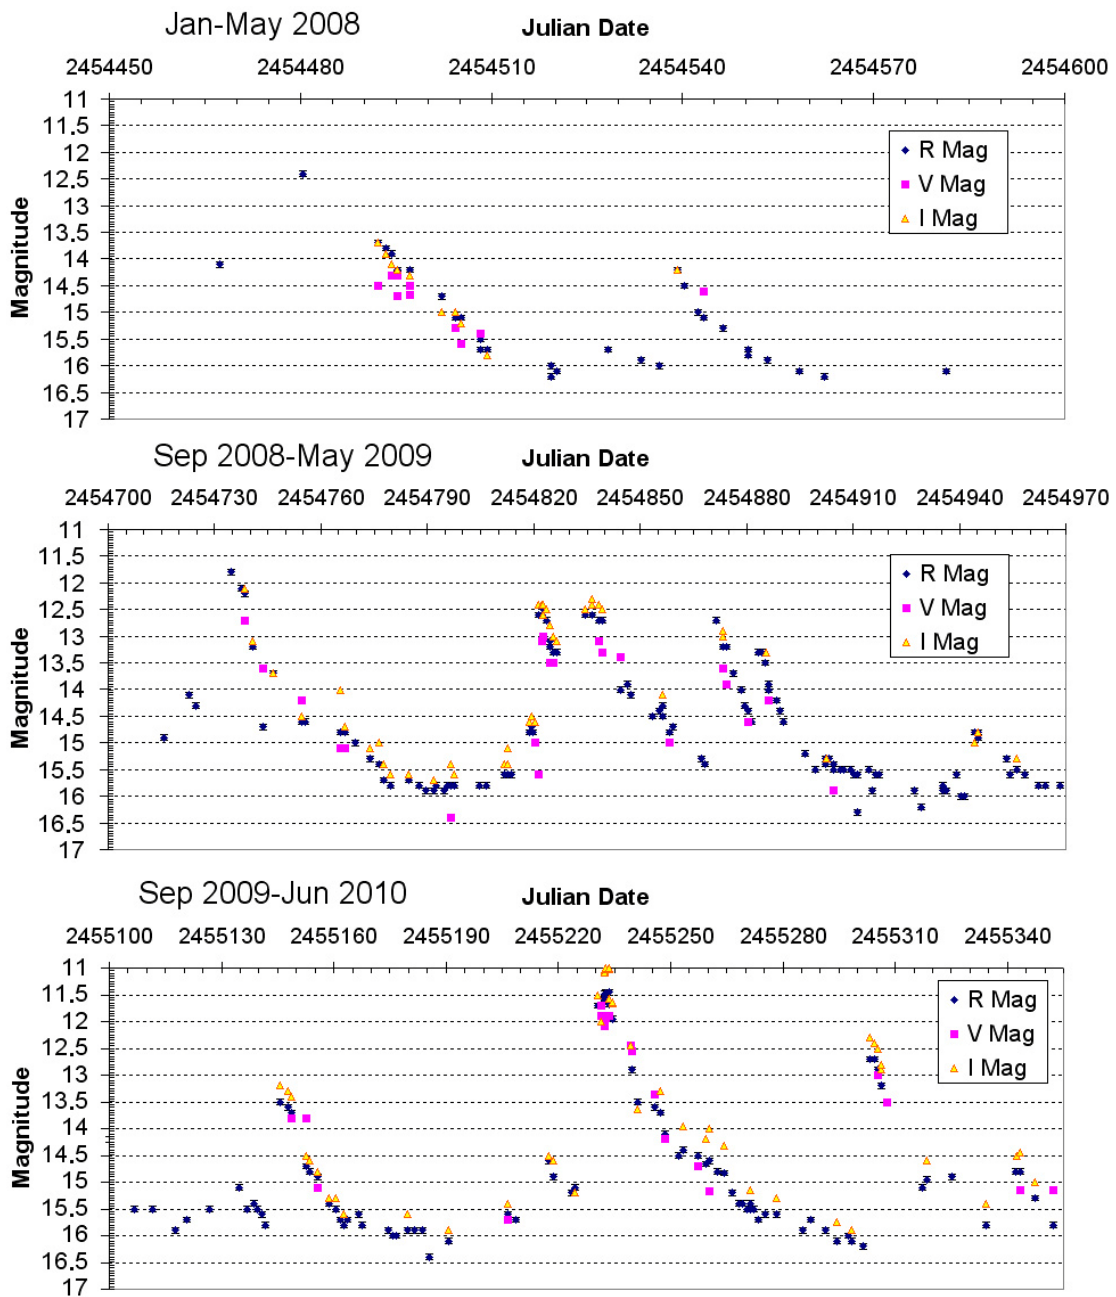 Jan-May 2008 Julian Date
2454450 2454480 2454510 2454540 2454570 2454600
11
11.5
12
12.5
13
13.5
14
14.5
15
15.5
16
16.5
17
Magnitude
R Mag
V Mag
I Mag
Sep 2008-May 2009 Julian Date
2454700 2454730 2454760 2454790 2454820 2454850 2454880 2454910 2454940 2454970
11
11.5
12
12.5
13
13.5
14
14.5
15
15.5
16
16.5
17
Magnitude
R Mag
V Mag
I Mag
Sep 2009-Jun 2010 Julian Date
2455100 2455130 2455160 2455190 2455220 2455250 2455280 2455310 2455340
11
11.5
12
12.5
13
13.5
14
14.5
15
15.5
16
16.5
17
Magnitude
R Mag
V Mag
I Mag